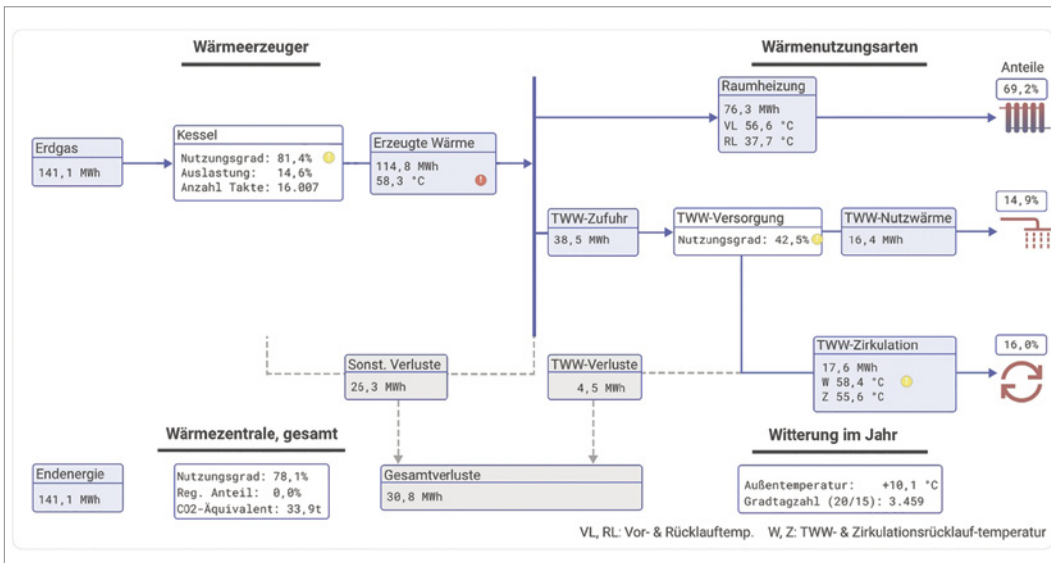 Wärmeerzeuger
Wärmenutzungsarten
Anteile
Erdgas
141,1 MWh
Kessel
Nutzungsgrad: 81,4%
Auslastung: 14,6%
Anzahl Takte: 16.007
Erzeugte Wärme
114,8 MWh
58,3 °C
Raumheizung
76,3 MWh
VL 56,6 °C
RL 37,7 °C
69,2%
TWW-Zufuhr
38,5 MWh
TWW-Versorgung
Nutzungsgrad: 42,5%
TWW-Nutzwärme
16,4 MWh
14,9%
Sonst. Verluste
26,3 MWh
TWW-Verluste
4,5 MWh
TWW-Zirkulation
17,6 MWh
W 58,4 °C
Z 55,6 °C
16,0%
Wärmezentrale, gesamt
Witterung im Jahr
Endenergie
141,1 MWh
Nutzungsgrad: 78,1%
Reg. Anteil: 0,0%
CO2-Äquivalent: 33,9t
Gesamtverluste
30,8 MWh
Außentemperatur: +10,1 °C
Gradtagzahl (20/15): 3.459
VL, RL: Vor- & Rücklauftemp. W, Z: TWW- & Zirkulationsrücklauf-temperatur